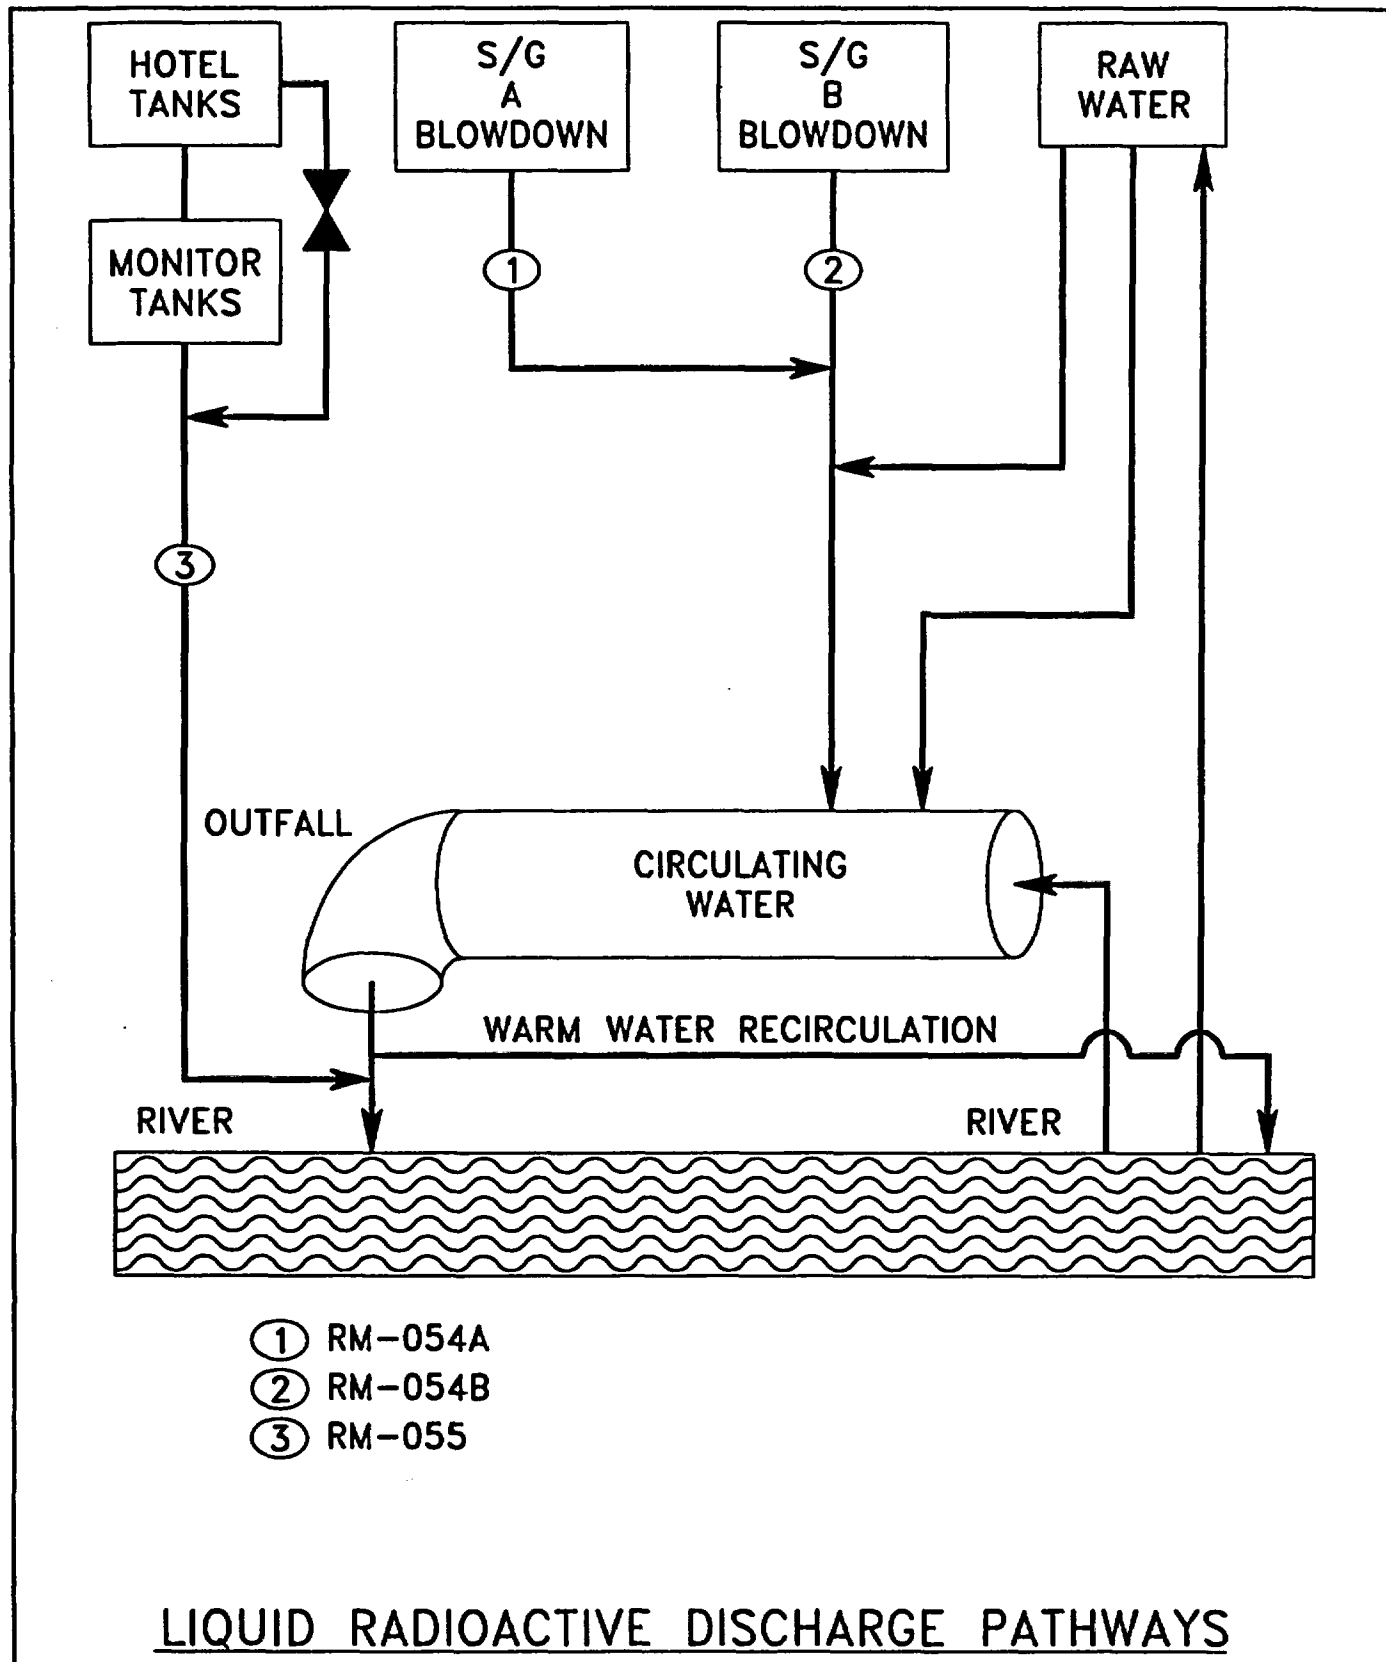 HOTEL
TANKS
S/G
A
BLOWDOWN
S/G
B
BLOWDOWN
RAW
WATER
MONITOR
TANKS
1
2
3
OUTFALL
CIRCULATING
WATER
WARM WATER RECIRCULATION
RIVER
RIVER
1 RM-054A
2 RM-054B
3 RM-055
LIQUID RADIOACTIVE DISCHARGE PATHWAYS